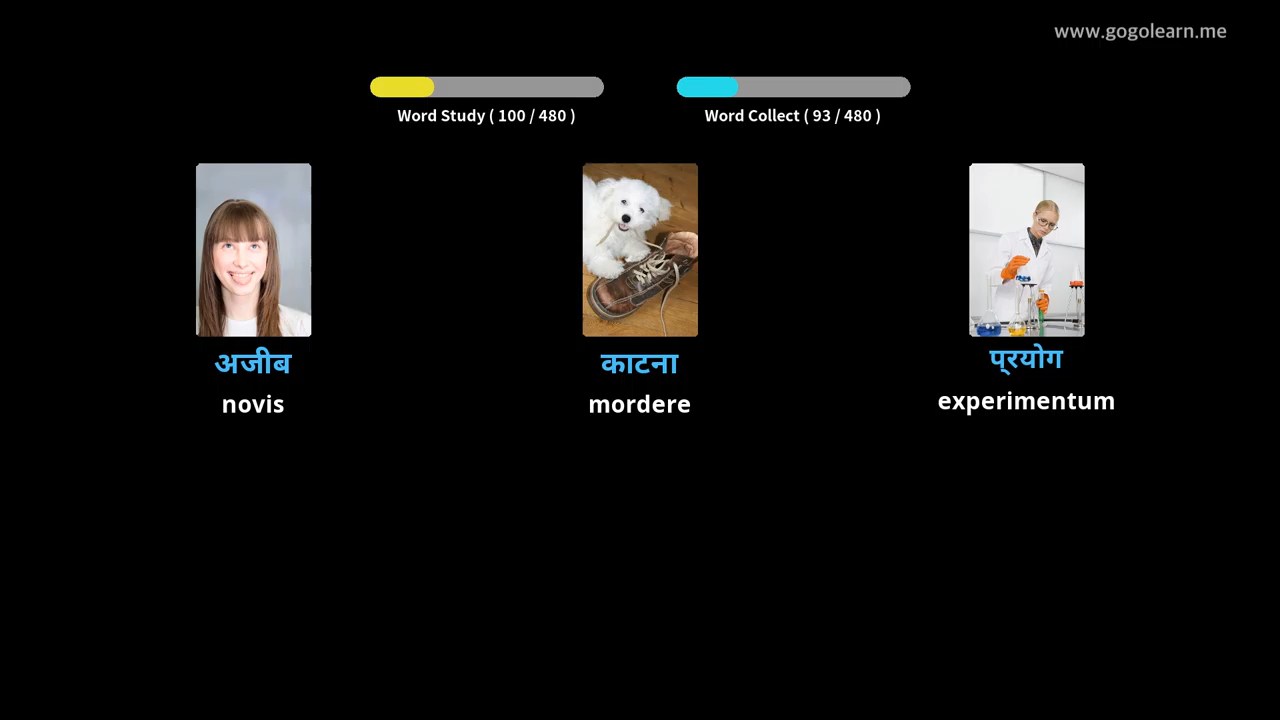 www.gogolearn.me
Word Study ( 100 / 480 )
Word Collect ( 93 / 480 )
अजीब
काटना
प्रयोग
novis
mordere
experimentum